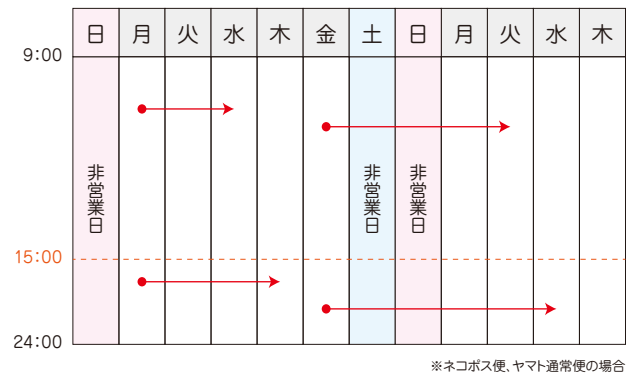 日 月 火 水 木 金 土 日 月 火 水 木
9:00
非営業日 非営業日 非営業日
15:00
24:00
※ネコポス便、ヤマト通常便の場合